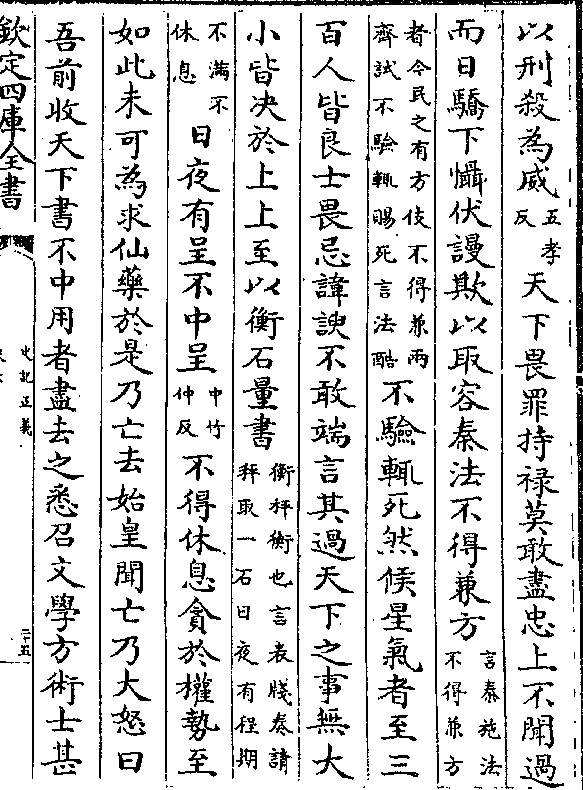 以刑殺為威五孝反天下畏罪持禄莫敢盡忠上不聞過
而日驕下懾伏謾欺以取容秦法不得兼方言秦施法不得兼方
者令民之有方伎不得兼兩齊試不驗輒賜死言法酷不驗輒死然候星氣者至三
百人皆良士畏忌諱諛不敢端言其過天下之事無大
小皆決於上上至以衡石量書衡秤衡也言表牋奏請秤取一石日夜有程期
不滿不休息日夜有呈不中呈中竹仲反不得休息貪於權勢至
如此未可為求仙藥於是乃亡去始皇聞亡乃大怒曰
吾前收天下書不中用者盡去之悉召文學方術士甚
欽定四庫全書
史記正義
三十五